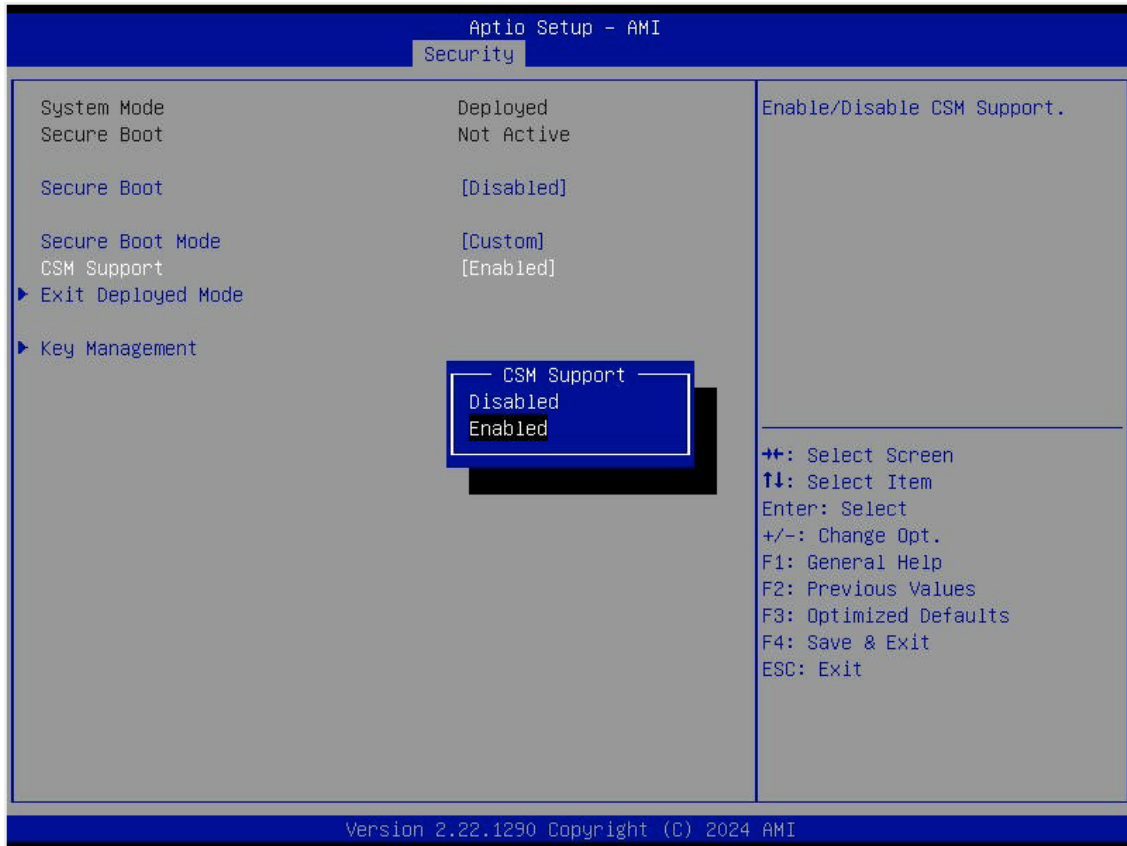 Aptio Setup – AMI
Security
System Mode Deployed
Secure Boot Not Active
Secure Boot [Disabled]
Secure Boot Mode [Custom]
CSM Support [Enabled]
▶ Exit Deployed Mode
▶ Key Management
CSM Support
Disabled
Enabled
Enable/Disable CSM Support.
→←: Select Screen
↑↓: Select Item
Enter: Select
+/-: Change Opt.
F1: General Help
F2: Previous Values
F3: Optimized Defaults
F4: Save & Exit
ESC: Exit
Version 2.22.1290 Copyright (C) 2024 AMI